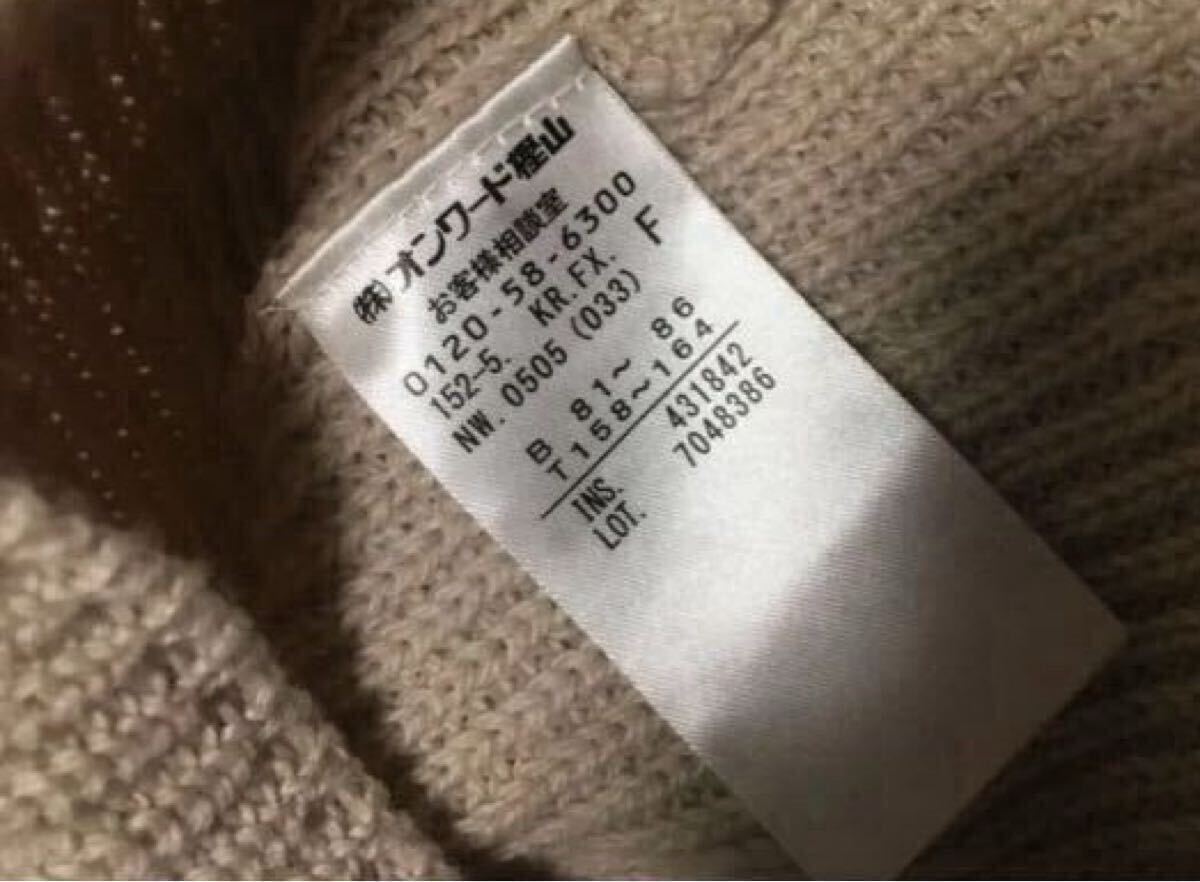 ㈱オンワード樫山
お客様相談室
0120-58-6300
152-5. KR.FX. F
NW. 0505 (033)
B 81〜 86
T158〜164
INS. 431842
LOT. 7048386